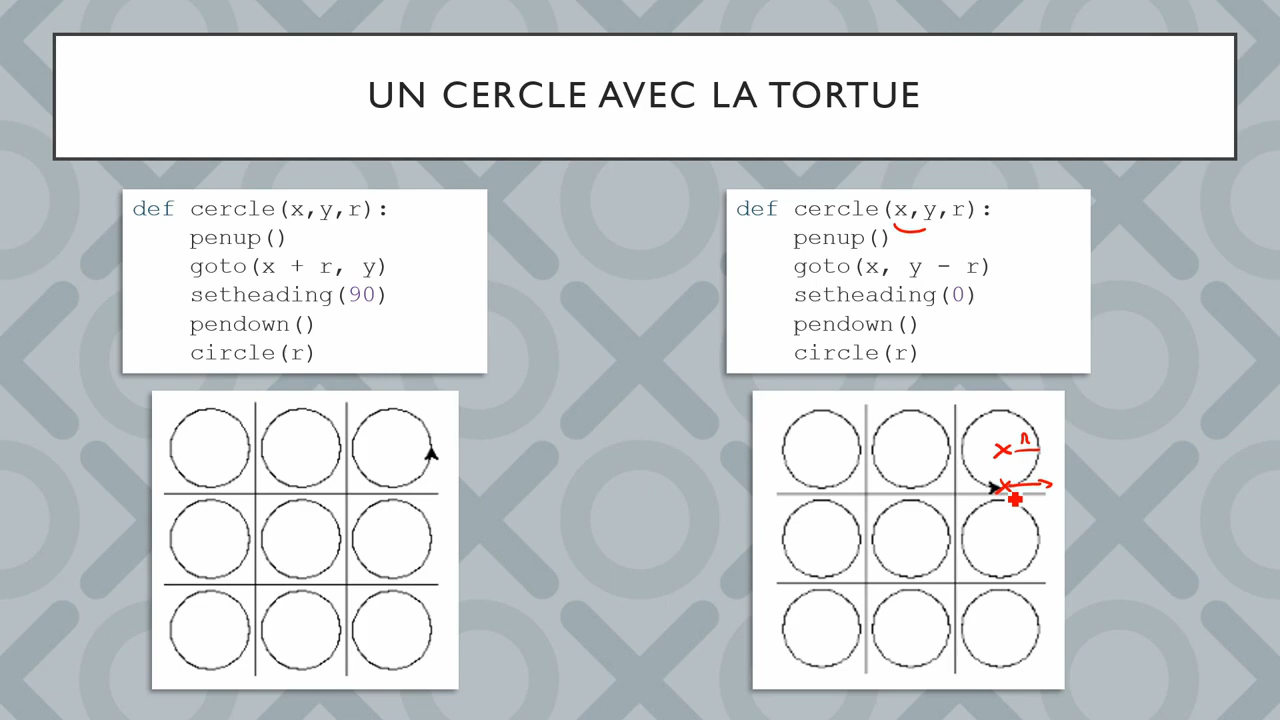 UN CERCLE AVEC LA TORTUE
def cercle(x,y,r):
    penup()
    goto(x + r, y)
    setheading(90)
    pendown()
    circle(r)
def cercle(x,y,r):
    penup()
    goto(x, y - r)
    setheading(0)
    pendown()
    circle(r)
r